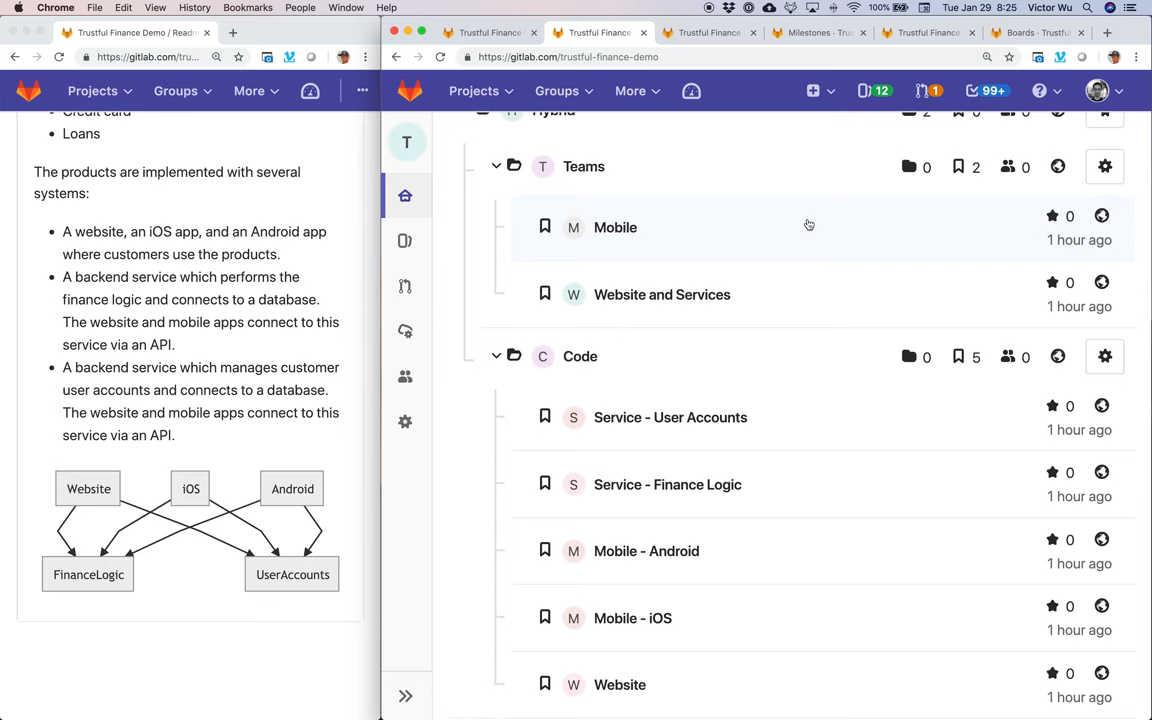 Chrome File Edit View History Bookmarks People Window Help 100% Tue Jan 29 8:25 Victor Wu
Trustful Finance Demo / Readm
https://gitlab.com/tru...
Projects Groups More
Credit card
Loans
The products are implemented with several
systems:
A website, an iOS app, and an Android app
where customers use the products.
A backend service which performs the
finance logic and connects to a database.
The website and mobile apps connect to this
service via an API.
A backend service which manages customer
user accounts and connects to a database.
The website and mobile apps connect to this
service via an API.
Website iOS Android
FinanceLogic UserAccounts
Trustful Finance Trustful Finance Trustful Finance Milestones · Trus Trustful Finance Boards · Trustfu
https://gitlab.com/trustful-finance-demo
Projects Groups More 12 1 99+
T
Hybrid 2 0 0
T Teams 0 2 0
M Mobile 0
1 hour ago
W Website and Services 0
1 hour ago
C Code 0 5 0
S Service - User Accounts 0
1 hour ago
S Service - Finance Logic 0
1 hour ago
M Mobile - Android 0
1 hour ago
M Mobile - iOS 0
1 hour ago
W Website 0
1 hour ago